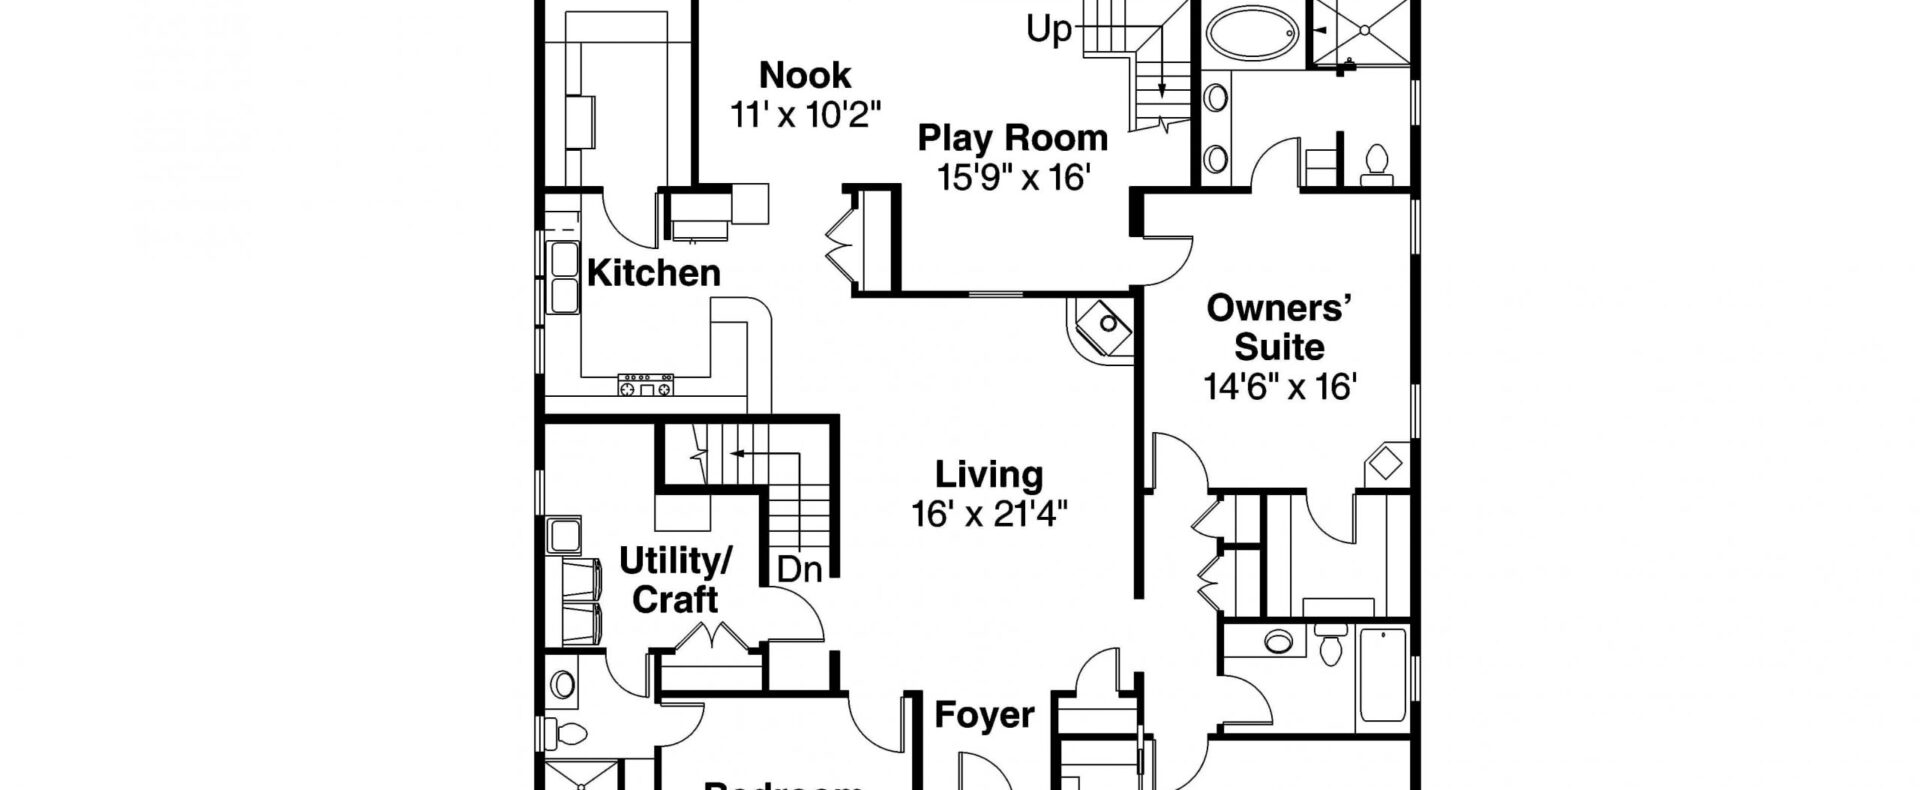 Up
Nook
11' x 10'2"
Play Room
15'9" x 16'
Kitchen
Owners’
Suite
14'6" x 16'
Living
16' x 21'4"
Utility/
Craft
Dn
Foyer
Bedroom